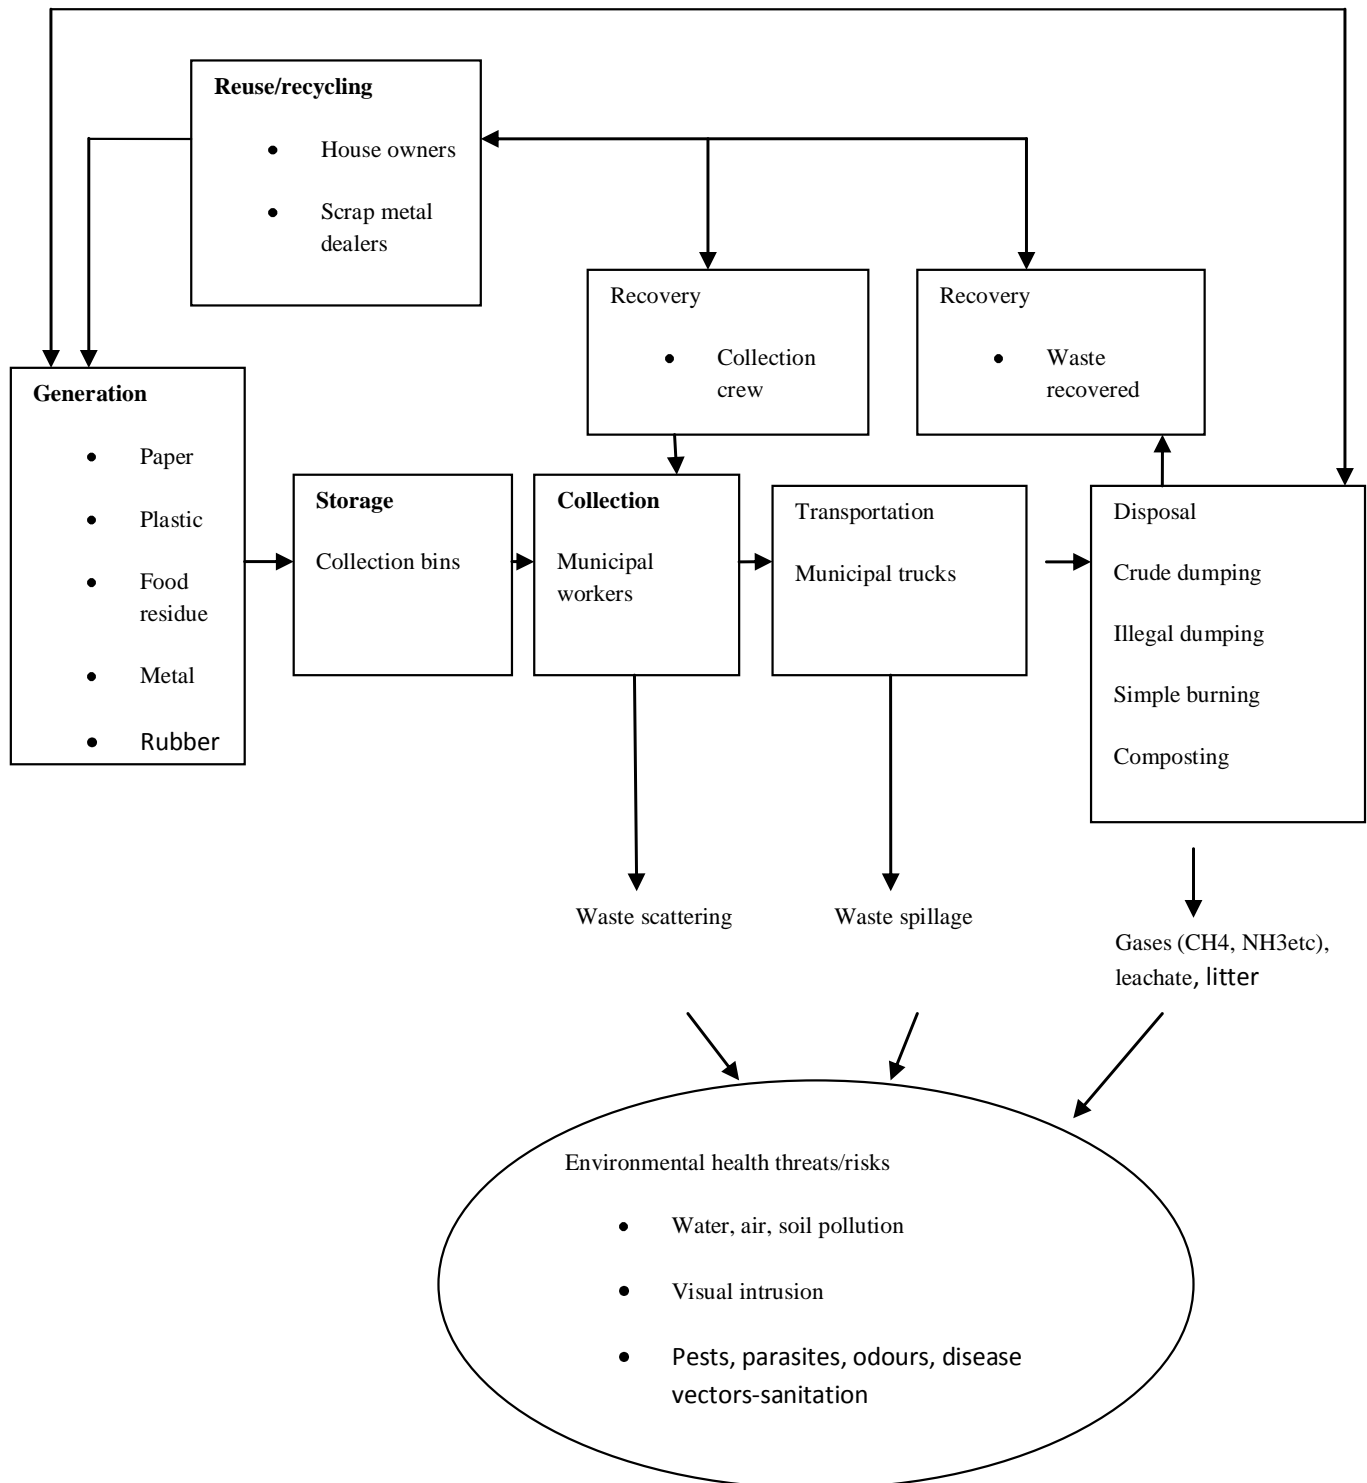 Reuse/recycling
House owners
Scrap metal
dealers
Recovery
Collection
crew
Recovery
Waste
recovered
Generation
Paper
Plastic
Food
residue
Metal
Rubber
Storage
Collection bins
Collection
Municipal
workers
Transportation
Municipal trucks
Disposal
Crude dumping
Illegal dumping
Simple burning
Composting
Waste scattering
Waste spillage
Gases (CH4, NH3etc),
leachate, litter
Environmental health threats/risks
Water, air, soil pollution
Visual intrusion
Pests, parasites, odours, disease
vectors-sanitation